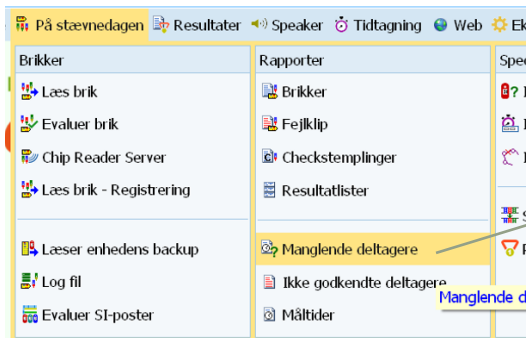 På stævnedagen Resultater Speaker Tidtagning Web
Brikker
Læs brik
Evaluer brik
Chip Reader Server
Læs brik - Registrering
Læser enhedens backup
Log fil
Evaluer SI-poster
Rapporter
Brikker
Fejlklip
Checkstemplinger
Resultatlister
Manglende deltagere
Ikke godkendte deltagere
Måltider
Manglende d